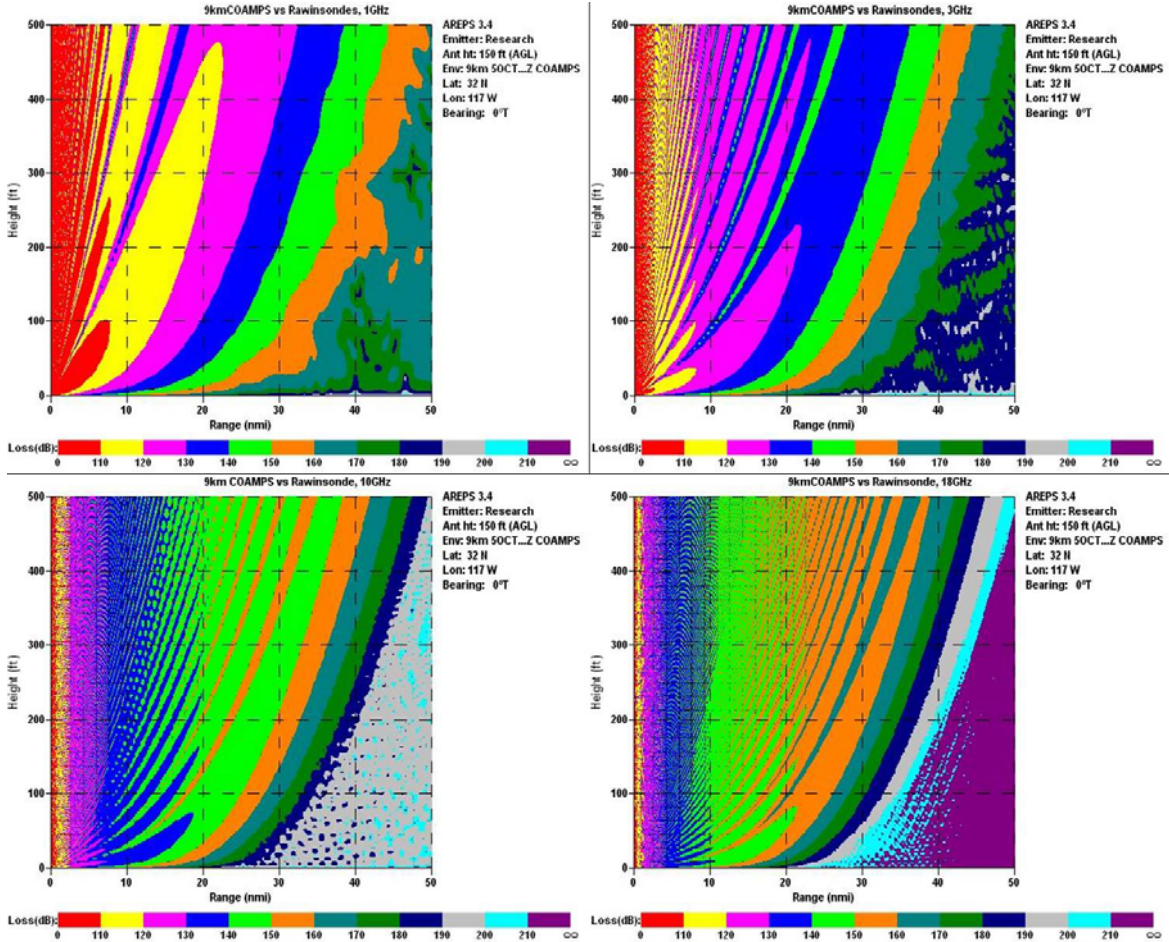 9kmCOAMPS vs Rawinsondes, 1GHz
500
400
300
200
100
0
Height (ft)
0 10 20 30 40 50
Range (nmi)
AREPS 3.4
Emitter: Research
Ant ht: 150 ft (AGL)
Env: 9km 5OCT...Z COAMPS
Lat: 32 N
Lon: 117 W
Bearing: 0°T
Loss(dB):
0 110 120 130 140 150 160 170 180 190 200 210 ∞
9kmCOAMPS vs Rawinsondes, 3GHz
500
400
300
200
100
0
Height (ft)
0 10 20 30 40 50
Range (nmi)
AREPS 3.4
Emitter: Research
Ant ht: 150 ft (AGL)
Env: 9km 5OCT...Z COAMPS
Lat: 32 N
Lon: 117 W
Bearing: 0°T
Loss(dB):
0 110 120 130 140 150 160 170 180 190 200 210 ∞
9km COAMPS vs Rawinsonde, 10GHz
500
400
300
200
100
0
Height (ft)
0 10 20 30 40 50
Range (nmi)
AREPS 3.4
Emitter: Research
Ant ht: 150 ft (AGL)
Env: 9km 5OCT...Z COAMPS
Lat: 32 N
Lon: 117 W
Bearing: 0°T
Loss(dB):
0 110 120 130 140 150 160 170 180 190 200 210 ∞
9kmCOAMPS vs Rawinsonde, 18GHz
500
400
300
200
100
0
Height (ft)
0 10 20 30 40 50
Range (nmi)
AREPS 3.4
Emitter: Research
Ant ht: 150 ft (AGL)
Env: 9km 5OCT...Z COAMPS
Lat: 32 N
Lon: 117 W
Bearing: 0°T
Loss(dB):
0 110 120 130 140 150 160 170 180 190 200 210 ∞